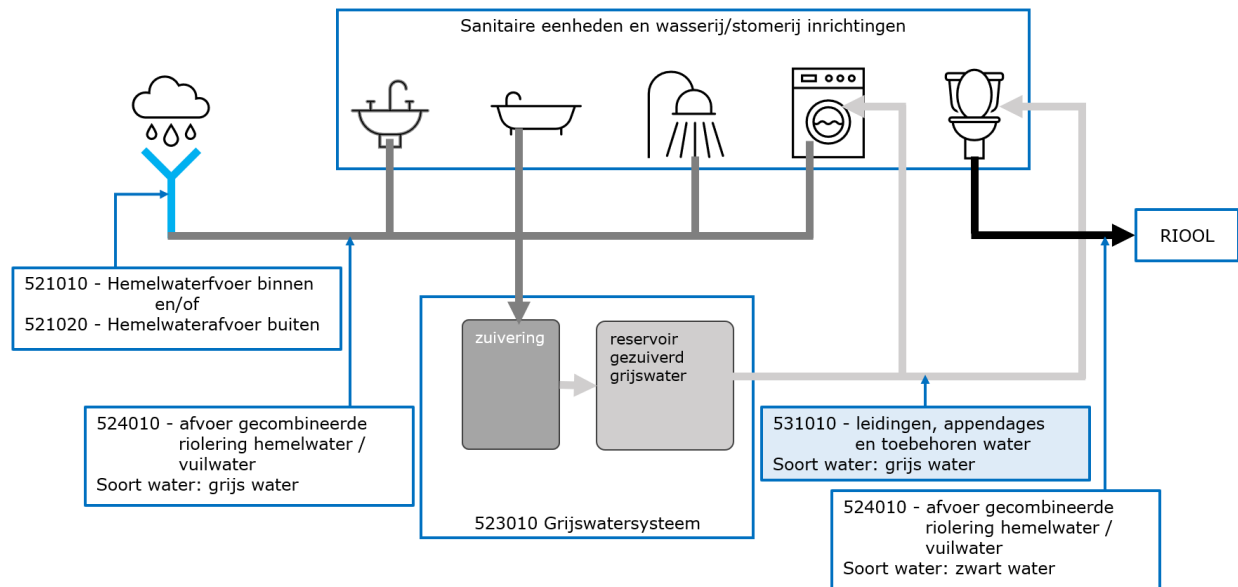 Sanitaire eenheden en wasserij/stomerij inrichtingen
RIOOL
521010 - Hemelwaterfvoer binnen
en/of
521020 - Hemelwaterafvoer buiten
zuivering
reservoir
gezuiverd
grijswater
524010 - afvoer gecombineerde
riolering hemelwater /
vuilwater
Soort water: grijs water
523010 Grijswatersysteem
531010 - leidingen, appendages
en toebehoren water
Soort water: grijs water
524010 - afvoer gecombineerde
riolering hemelwater /
vuilwater
Soort water: zwart water